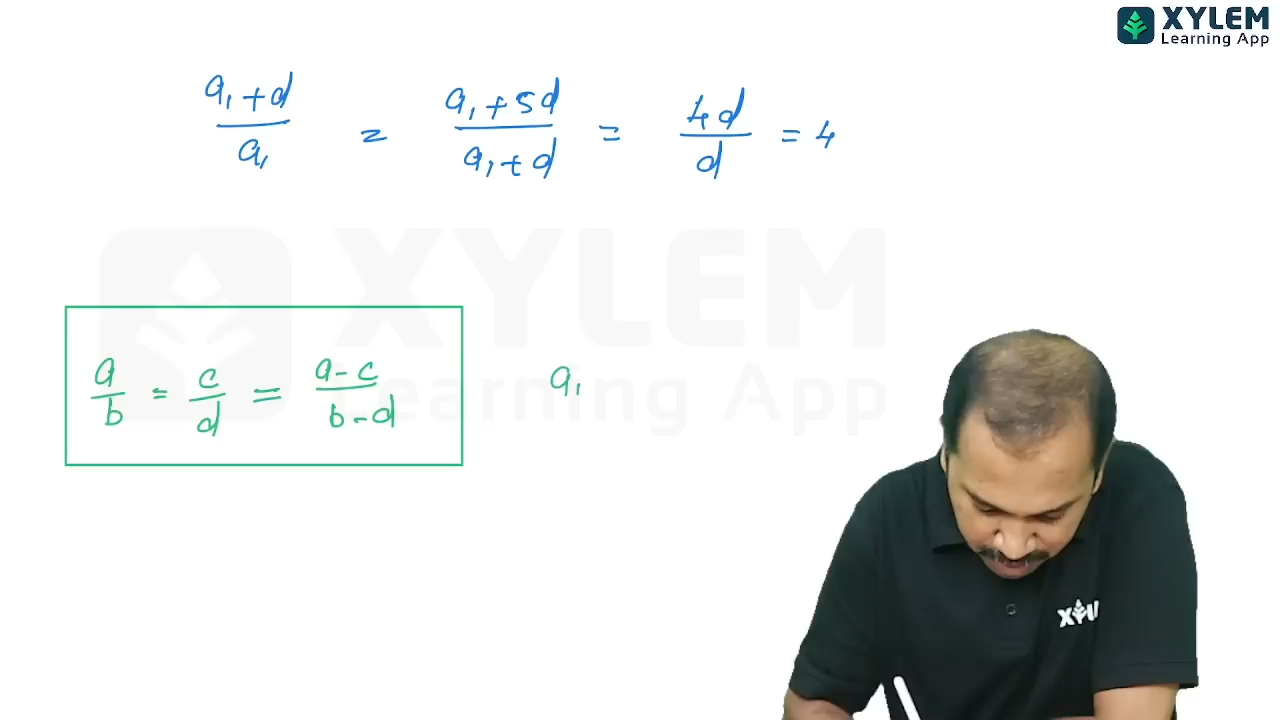 XYLEM
Learning App
a₁+d/a₁ = a₁+5d/a₁+d = 4d/d = 4
XYLEM
Learning App
a/b = c/d = a-c/b-d
a₁